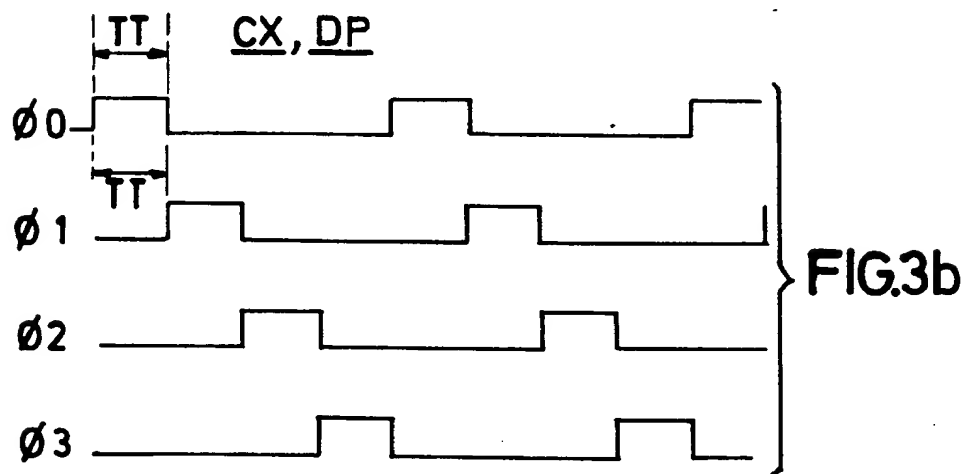 TT CX, DP
Ø0
TT
Ø1
FIG.3b
Ø2
Ø3